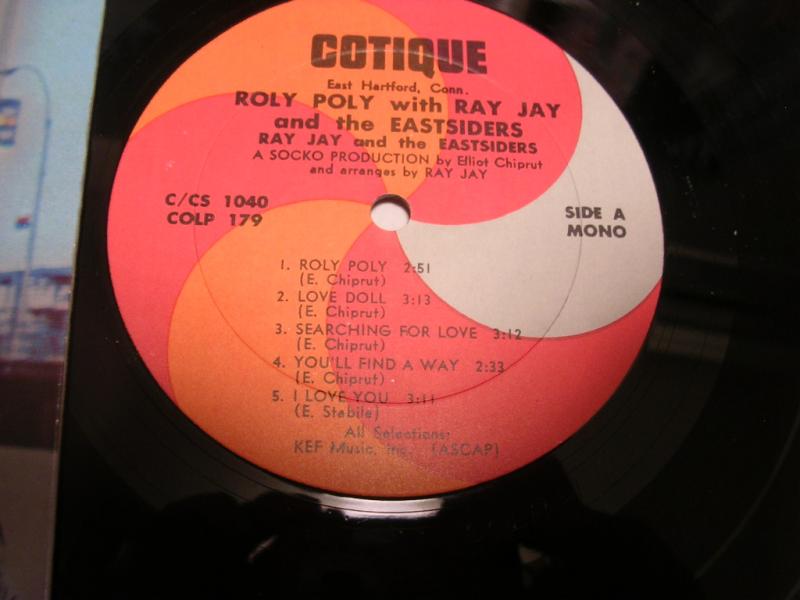 COTIQUE
East Hartford, Conn.
ROLY POLY with RAY JAY
and the EASTSIDERS
RAY JAY and the EASTSIDERS
A SOCKO PRODUCTION by Elliot Chiprut
and arranges by RAY JAY
C/CS 1040
COLP 179
SIDE A
MONO
1. ROLY POLY 2:51
(E. Chiprut)
2. LOVE DOLL 3:13
(E. Chiprut)
3. SEARCHING FOR LOVE 3:12
(E. Chiprut)
4. YOU'LL FIND A WAY 2:33
(E. Chiprut)
5. I LOVE YOU 3:11
(E. Stabile)
All Selections:
KEF Music, Inc. (ASCAP)